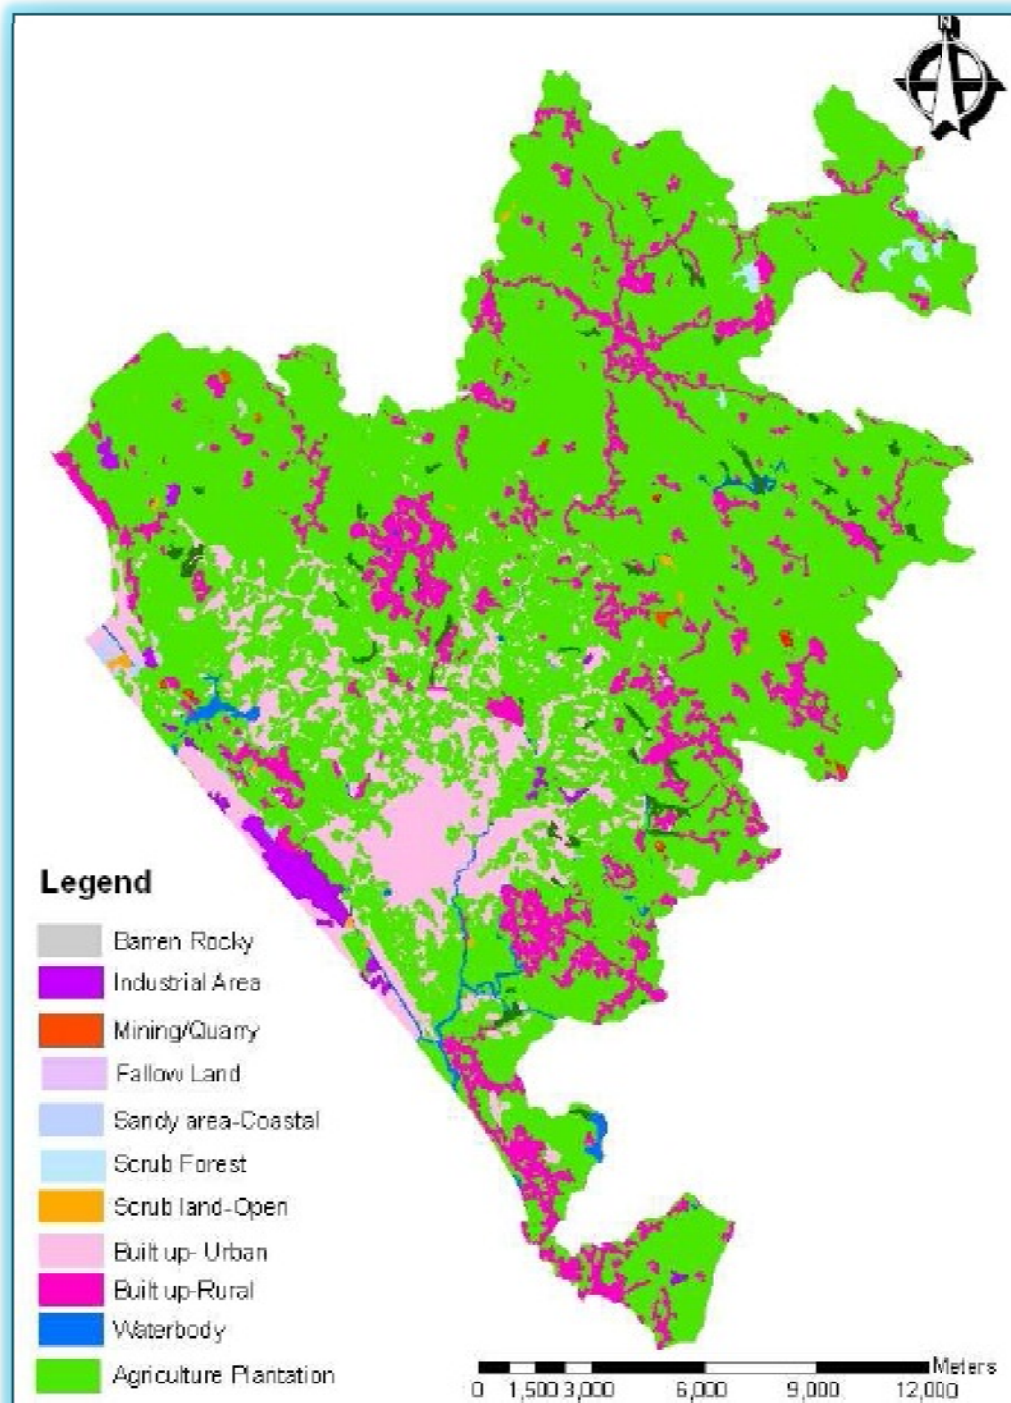 N
Legend
Barren Rocky
Industrial Area
Mining/Quarry
Fallow Land
Sandy area-Coastal
Scrub Forest
Scrub land-Open
Built up- Urban
Built up-Rural
Waterbody
Agriculture Plantation
Meters
0 1,500 3,000 6,000 9,000 12,000